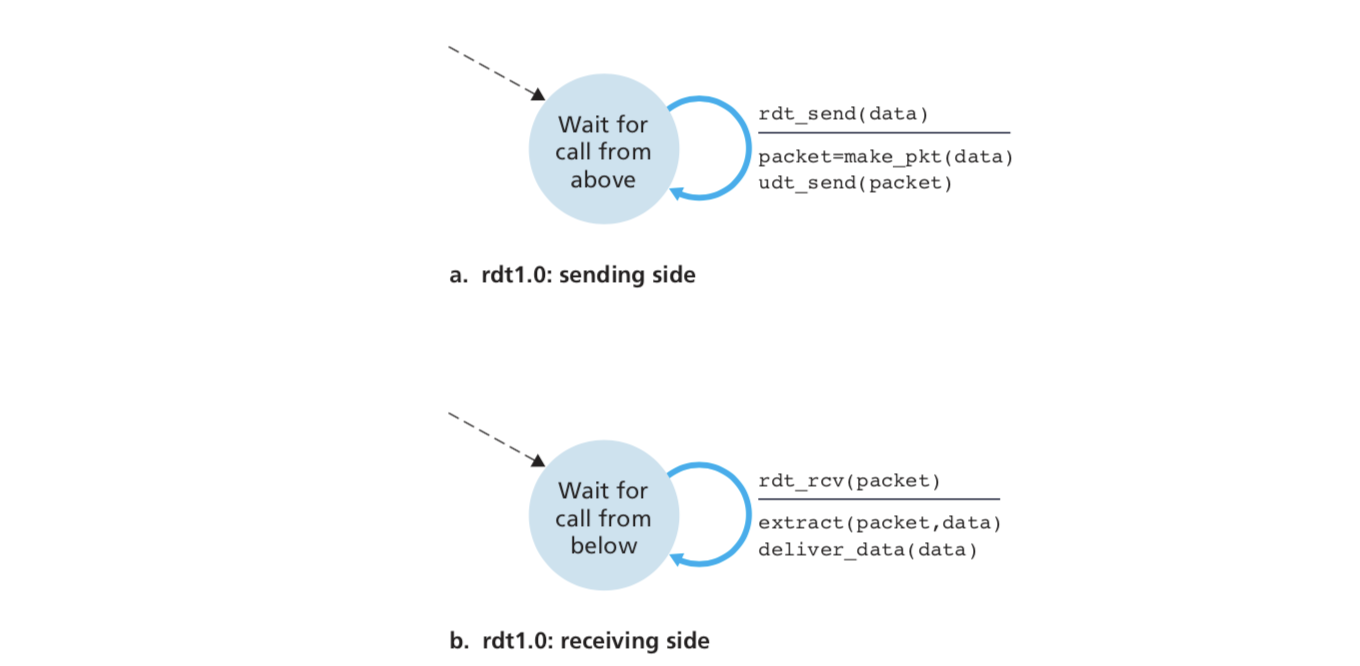 Wait for
call from
above
rdt_send(data)
packet=make_pkt(data)
udt_send(packet)
a. rdt1.0: sending side
Wait for
call from
below
rdt_rcv(packet)
extract(packet,data)
deliver_data(data)
b. rdt1.0: receiving side